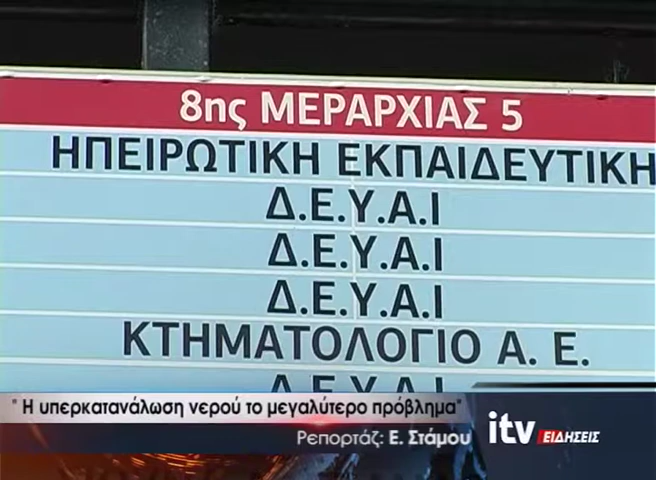 8ης ΜΕΡΑΡΧΙΑΣ 5
ΗΠΕΙΡΩΤΙΚΗ ΕΚΠΑΙΔΕΥΤΙΚΗ
Δ.Ε.Υ.Α.Ι
Δ.Ε.Υ.Α.Ι
Δ.Ε.Υ.Α.Ι
ΚΤΗΜΑΤΟΛΟΓΙΟ Α. Ε.
Δ.Ε.Υ.Α.Ι
" Η υπερκατανάλωση νερού το μεγαλύτερο πρόβλημα"
Ρεπορτάζ: Ε. Στάμου
itv ΕΙΔΗΣΕΙΣ